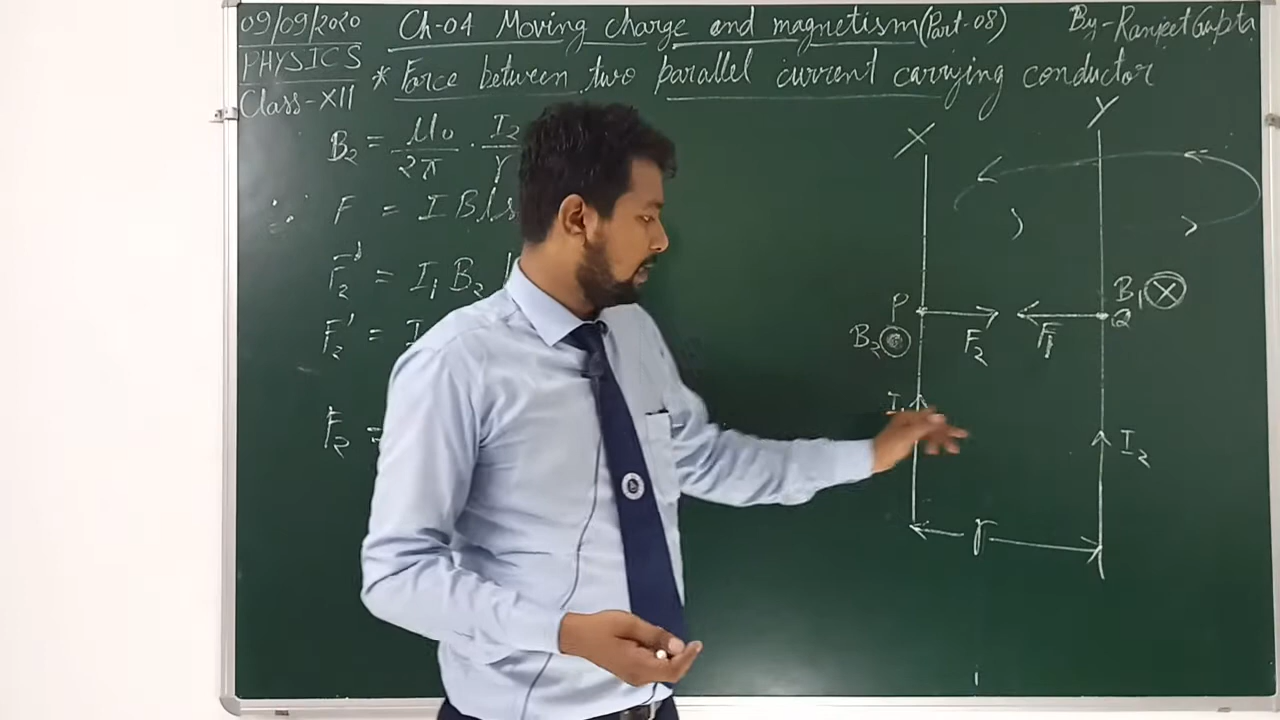 09/09/2020 Ch-04 Moving charge and magnetism (Part-08) By-Ranjeet Gupta
PHYSICS
Class-XII
* Force between two parallel current carrying conductor
B₂ = μ₀/2π · I₂/r
∵ F = I B l s
F₂' = I₁ B₂ l
F₂' = I
F₂ =
X
Y
P
F₂
F₁
Q
B₁ ⊗
B₂ ⊙
I₁
I₂
r